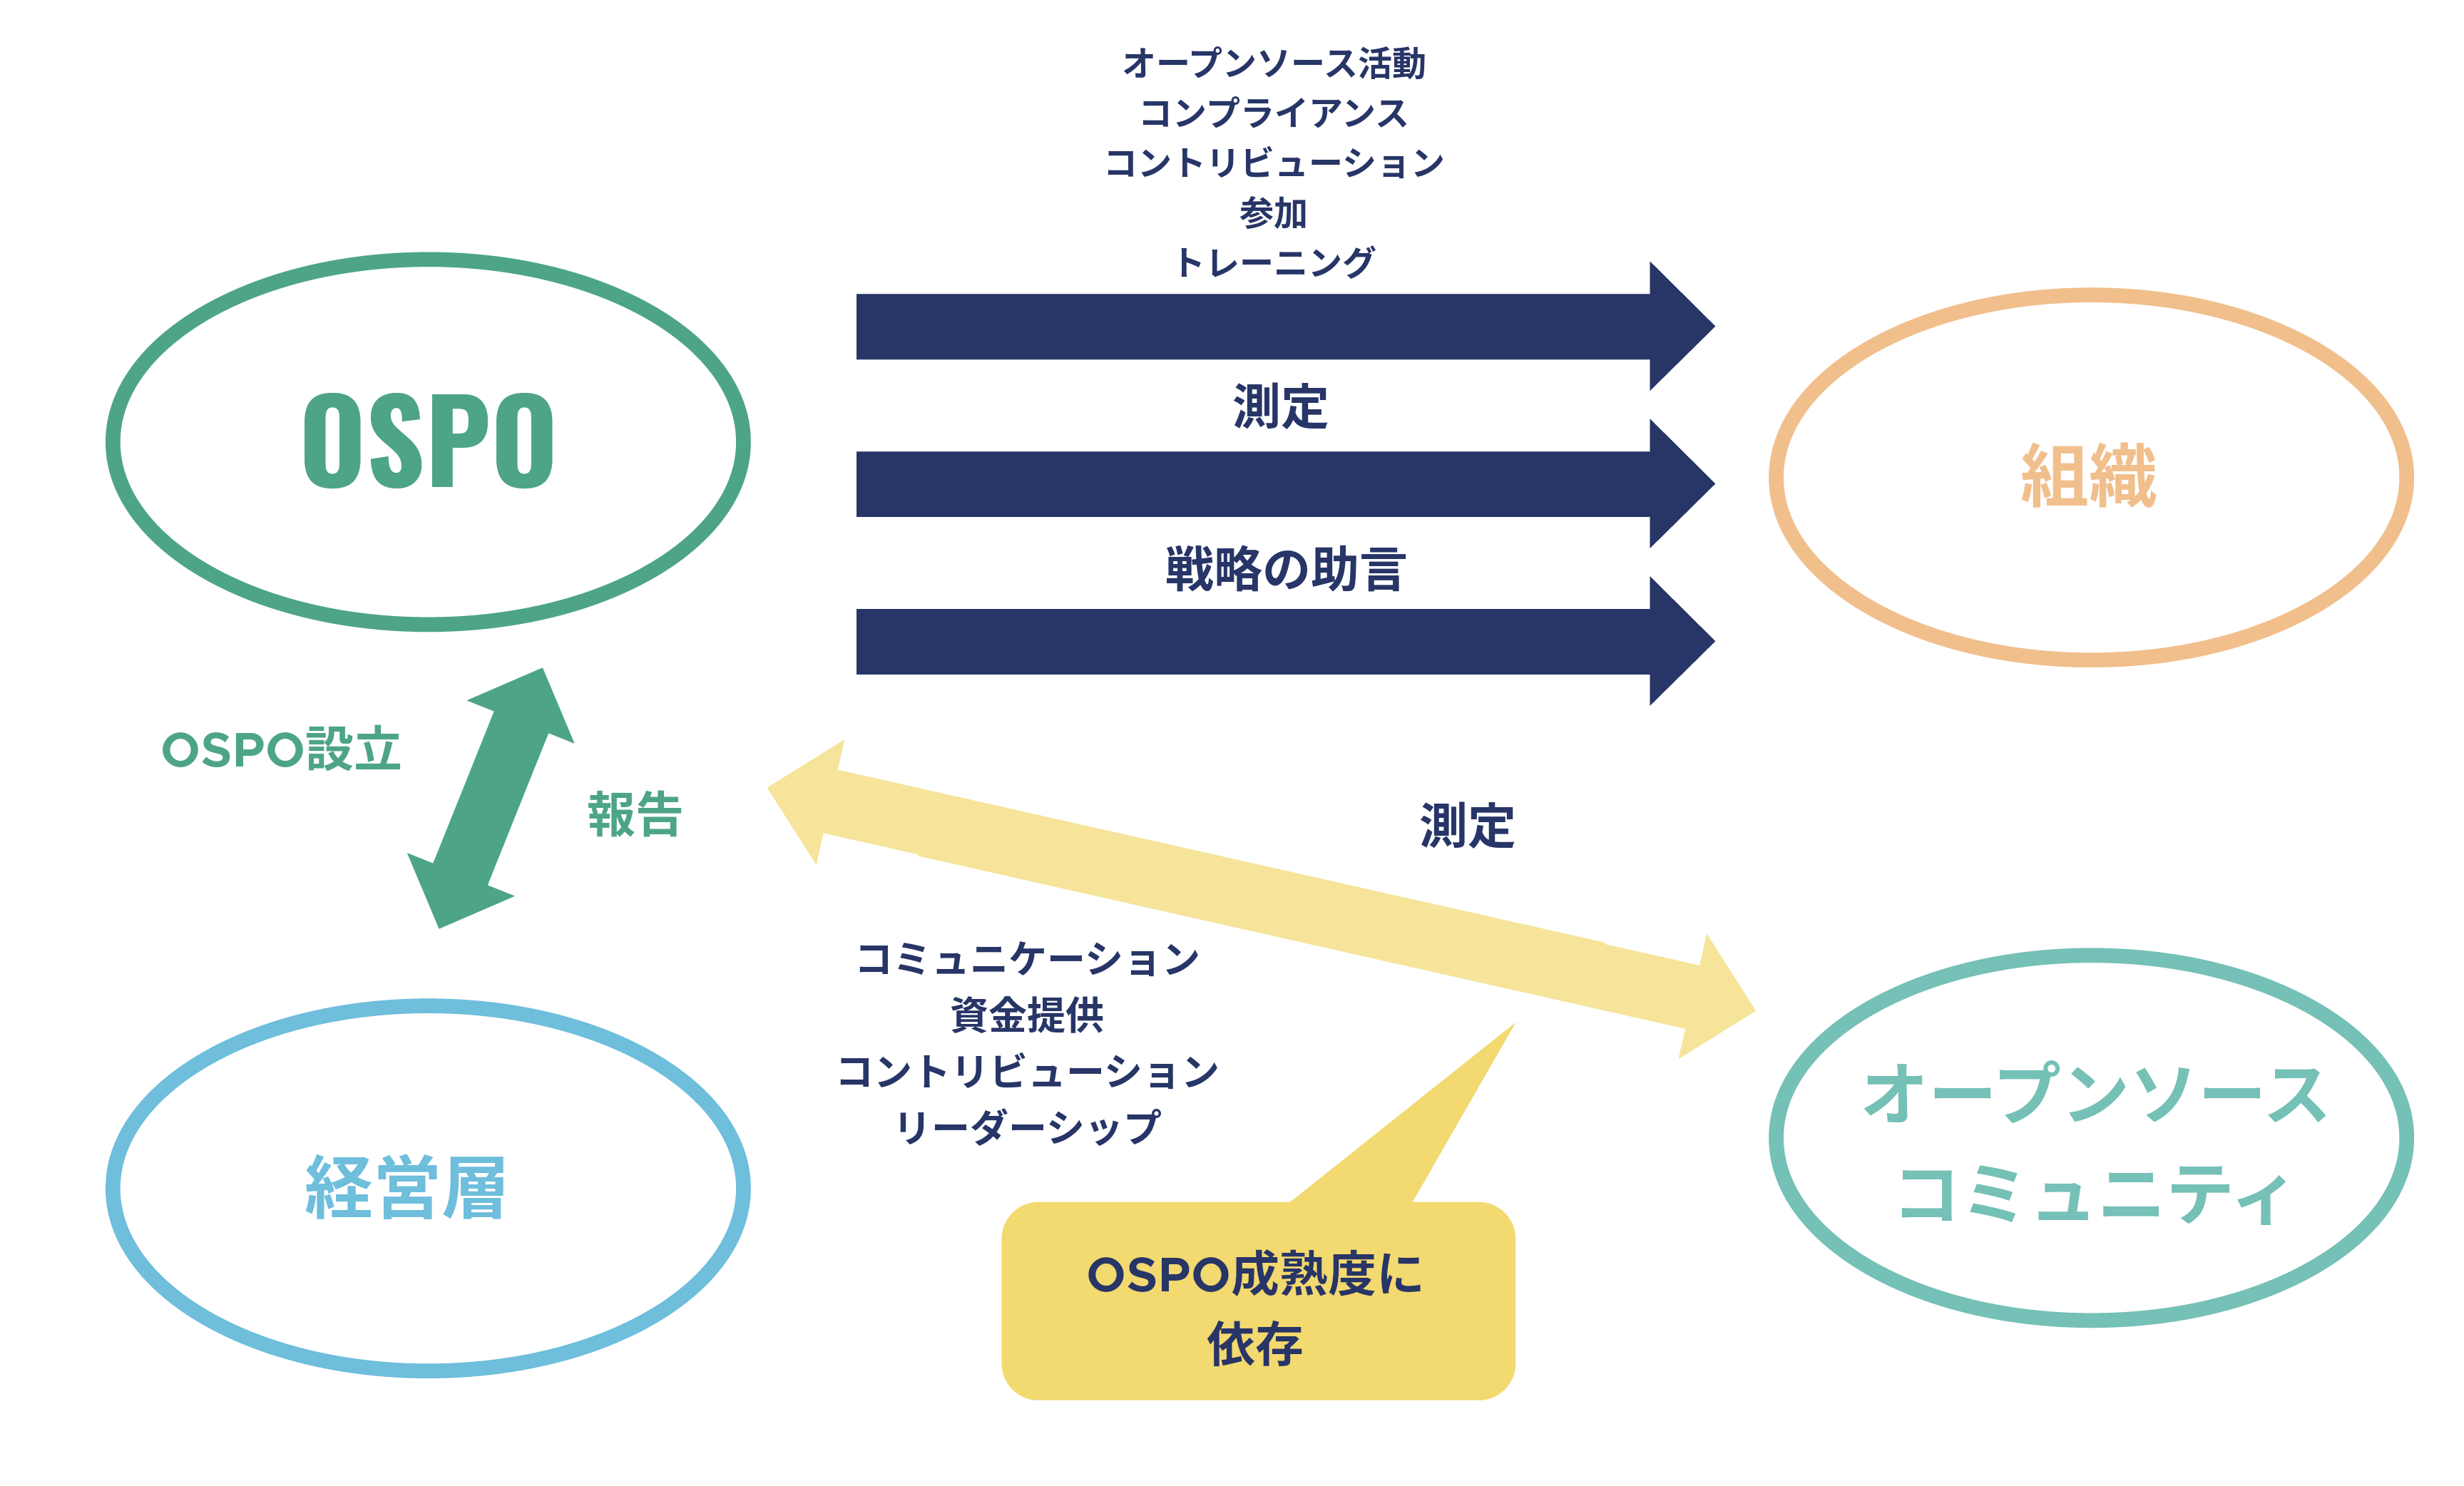 オープンソース活動
コンプライアンス
コントリビューション
参加
トレーニング
OSPO
測定
組織
戦略の助言
OSPO設立
報告
測定
コミュニケーション
資金提供
コントリビューション
リーダーシップ
オープンソース
コミュニティ
経営層
OSPO成熟度に
依存